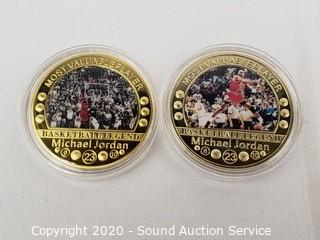 MOST VALUABLE PLAYER
BASKETBALL LEGEND
Michael Jordan
23
MOST VALUABLE PLAYER
BASKETBALL LEGEND
Michael Jordan
23
Copyright 2020 - Sound Auction Service